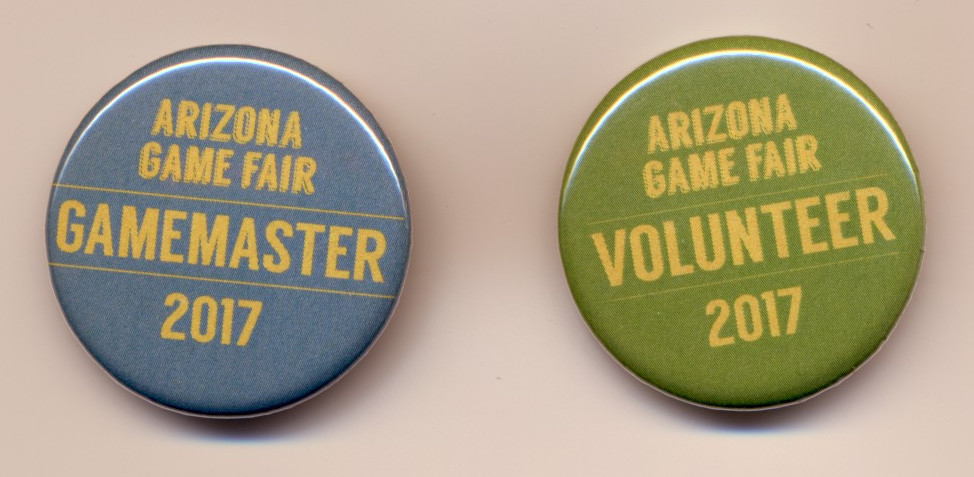 ARIZONA
GAME FAIR
GAMEMASTER
2017
ARIZONA
GAME FAIR
VOLUNTEER
2017